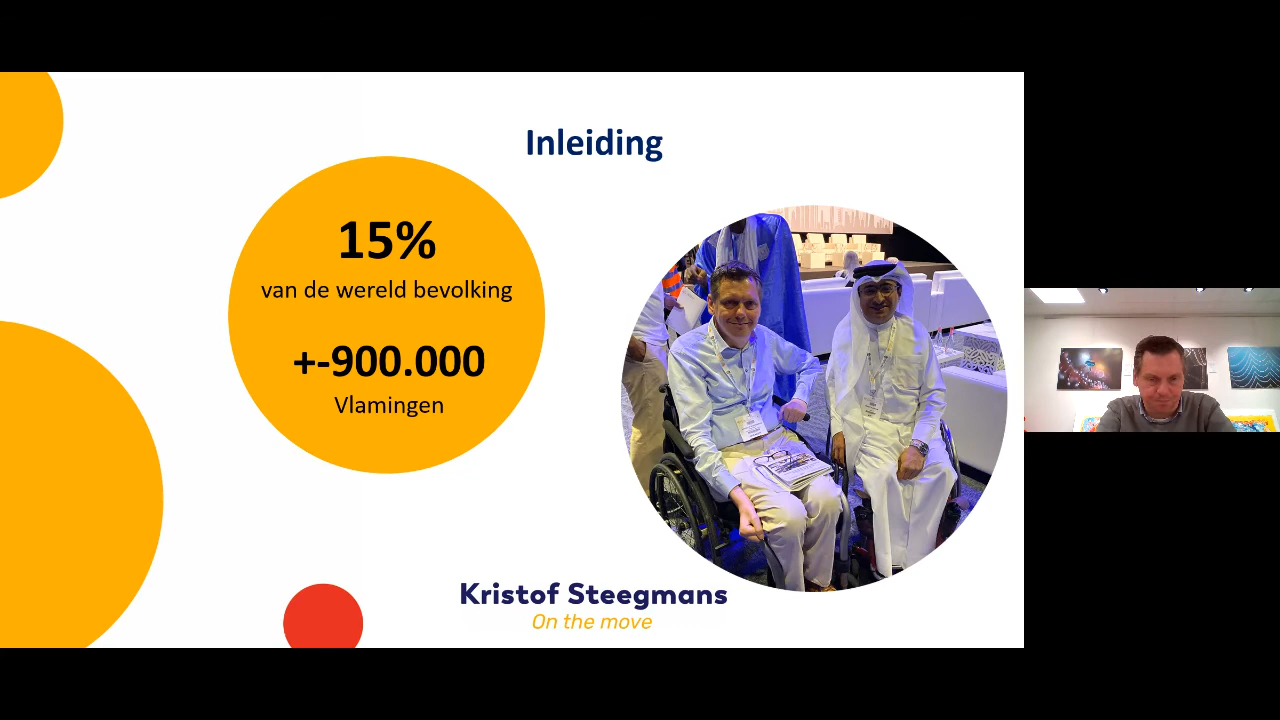 Inleiding
15%
van de wereld bevolking
+-900.000
Vlamingen
Kristof Steegmans
On the move